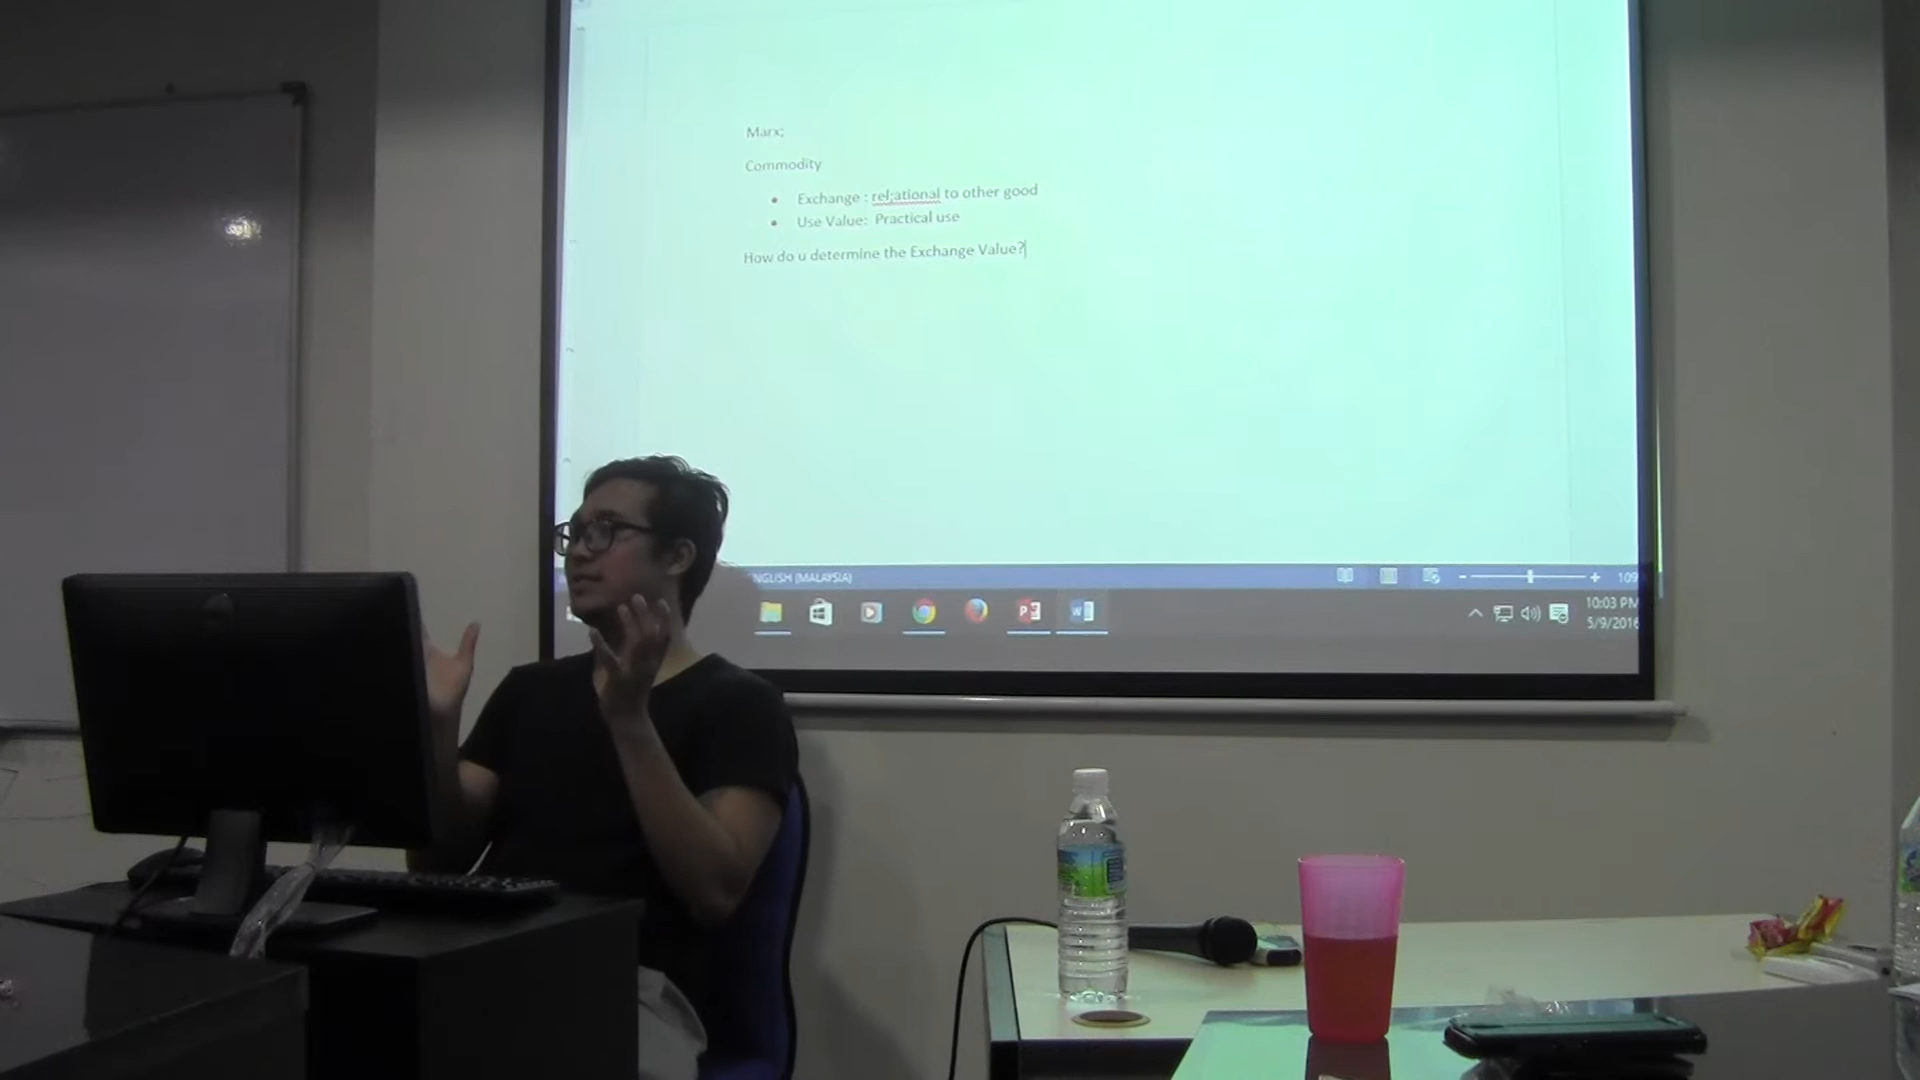 Marx:
Commodity
• Exchange : rel;ational to other good
• Use Value: Practical use
How do u determine the Exchange Value?
ENGLISH (MALAYSIA)
109
10:03 PM
5/9/2016